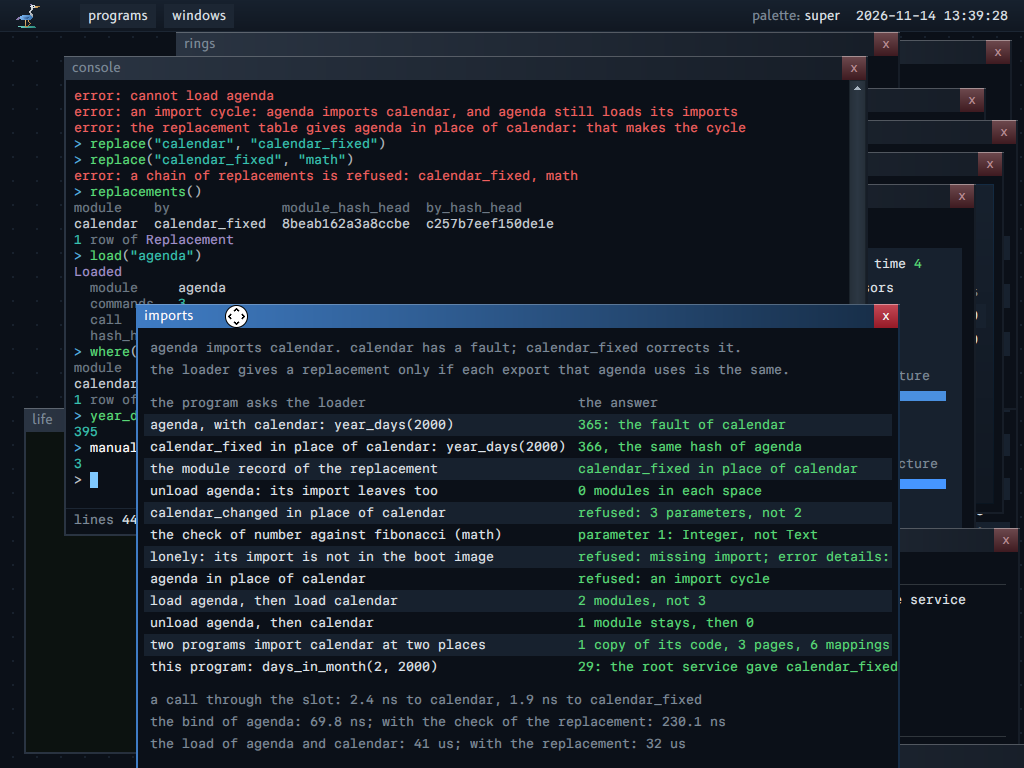 programs windows palette: super 2026-11-14 13:39:28
rings x
x
console x
x
x
x
x
error: cannot load agenda
error: an import cycle: agenda imports calendar, and agenda still loads its imports
error: the replacement table gives agenda in place of calendar: that makes the cycle
> replace("calendar", "calendar_fixed")
> replace("calendar_fixed", "math")
error: a chain of replacements is refused: calendar_fixed, math
> replacements()
module by module_hash_head by_hash_head
calendar calendar_fixed 8beab162a3a8ccbe c257b7eef150de1e
1 row of Replacement
> load("agenda")
Loaded
module agenda
commands 3
call
hash_h
> where(
module
calendar
1 row of
> year_d
395
> manual
3
>
lines 44
time 4
sors
ture
cture
life
imports x
agenda imports calendar. calendar has a fault; calendar_fixed corrects it.
the loader gives a replacement only if each export that agenda uses is the same.
the program asks the loader the answer
agenda, with calendar: year_days(2000) 365: the fault of calendar
calendar_fixed in place of calendar: year_days(2000) 366, the same hash of agenda
the module record of the replacement calendar_fixed in place of calendar
unload agenda: its import leaves too 0 modules in each space
calendar_changed in place of calendar refused: 3 parameters, not 2
the check of number against fibonacci (math) parameter 1: Integer, not Text
lonely: its import is not in the boot image refused: missing import; error details:
agenda in place of calendar refused: an import cycle
load agenda, then load calendar 2 modules, not 3
unload agenda, then calendar 1 module stays, then 0
two programs import calendar at two places 1 copy of its code, 3 pages, 6 mappings
this program: days_in_month(2, 2000) 29: the root service gave calendar_fixed
a call through the slot: 2.4 ns to calendar, 1.9 ns to calendar_fixed
the bind of agenda: 69.8 ns; with the check of the replacement: 230.1 ns
the load of agenda and calendar: 41 us; with the replacement: 32 us
x
service